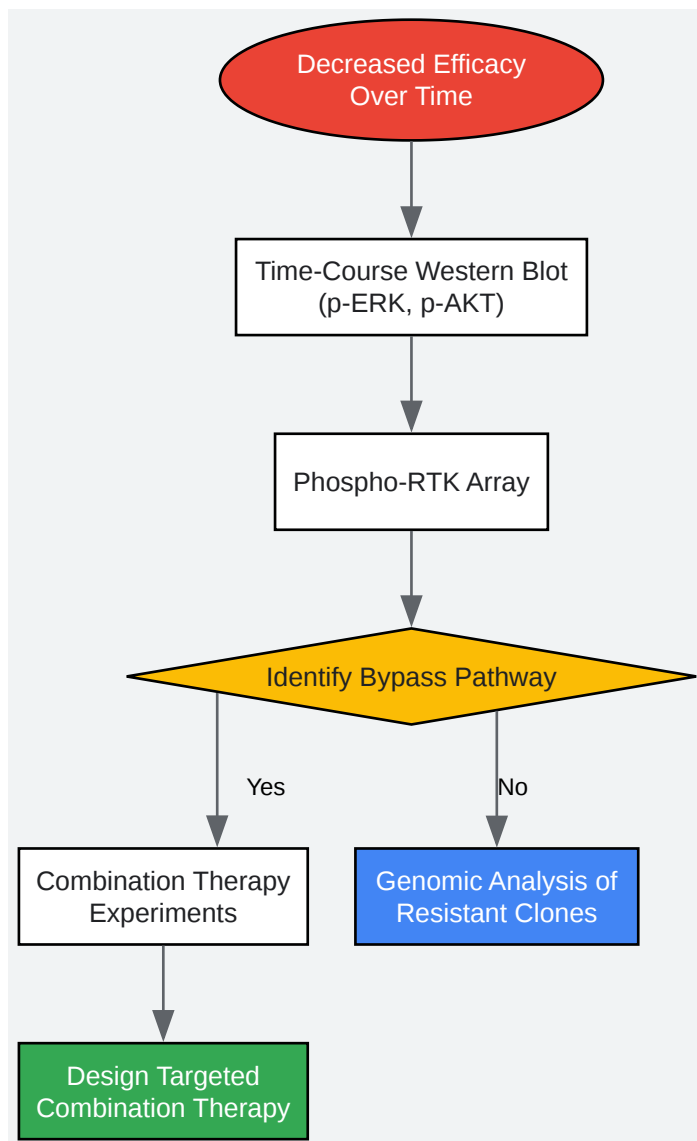 Decreased Efficacy
Over Time
Time-Course Western Blot
(p-ERK, p-AKT)
Phospho-RTK Array
Identify Bypass Pathway
Yes
No
Combination Therapy
Experiments
Genomic Analysis of
Resistant Clones
Design Targeted
Combination Therapy